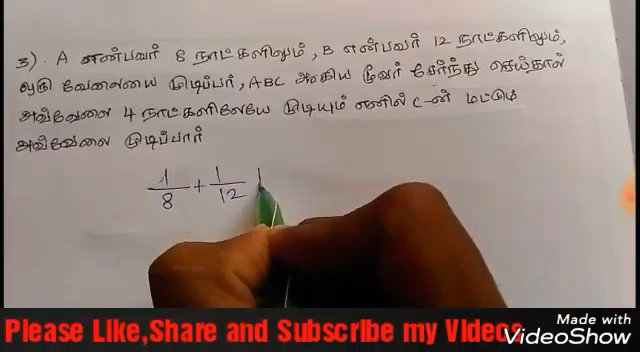 3). A என்பவர் 8 நாட்களிலும், B என்பவர் 12 நாட்களிலும்,
ஒரு வேலையை முடிப்பர், ABC ஆகிய மூவர் சேர்ந்து செய்தால்
அவ்வேலை 4 நாட்களிலேயே முடியும் எனில் C-ன் மட்டும்
அவ்வேலை முடிப்பார்
1/8 + 1/12
Please Like,Share and Subscribe my Videos
Made with
VideoShow